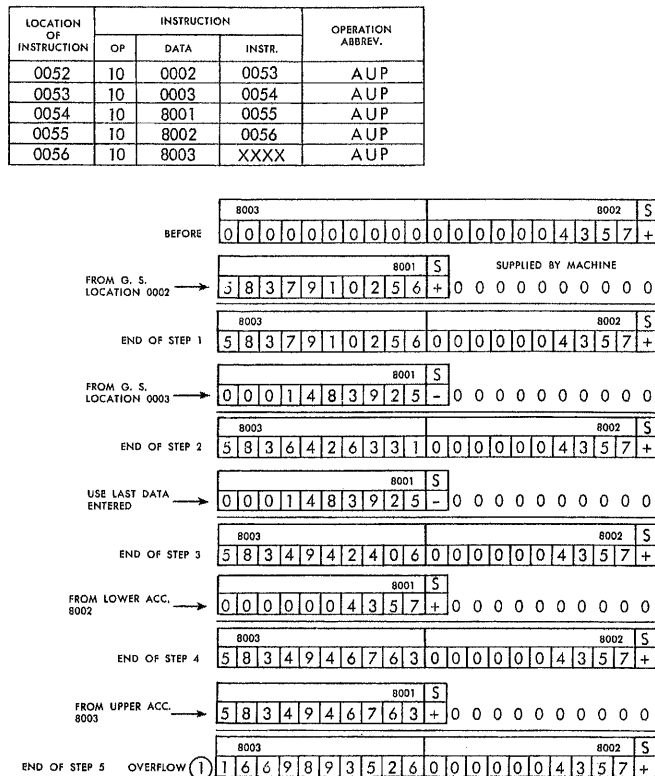 LOCATION OF INSTRUCTION INSTRUCTION OPERATION ABBREV.
OP DATA INSTR.
0052 10 0002 0053 AUP
0053 10 0003 0054 AUP
0054 10 8001 0055 AUP
0055 10 8002 0056 AUP
0056 10 8003 XXXX AUP
8003 8002 S
BEFORE 0 0 0 0 0 0 0 0 0 0 0 0 0 0 0 0 4 3 5 7 +
8001 S SUPPLIED BY MACHINE
FROM G. S. LOCATION 0002 5 8 3 7 9 1 0 2 5 6 + 0 0 0 0 0 0 0 0 0 0
8003 8002 S
END OF STEP 1 5 8 3 7 9 1 0 2 5 6 0 0 0 0 0 0 4 3 5 7 +
8001 S
FROM G. S. LOCATION 0003 0 0 0 1 4 8 3 9 2 5 - 0 0 0 0 0 0 0 0 0 0
8003 8002 S
END OF STEP 2 5 8 3 6 4 2 6 3 3 1 0 0 0 0 0 0 4 3 5 7 +
8001 S
USE LAST DATA ENTERED 0 0 0 1 4 8 3 9 2 5 - 0 0 0 0 0 0 0 0 0 0
8003 8002 S
END OF STEP 3 5 8 3 4 9 4 2 4 0 6 0 0 0 0 0 0 4 3 5 7 +
8001 S
FROM LOWER ACC. 8002 0 0 0 0 0 0 4 3 5 7 + 0 0 0 0 0 0 0 0 0 0
8003 8002 S
END OF STEP 4 5 8 3 4 9 4 6 7 6 3 0 0 0 0 0 0 4 3 5 7 +
8001 S
FROM UPPER ACC. 8003 5 8 3 4 9 4 6 7 6 3 + 0 0 0 0 0 0 0 0 0 0
8003 8002 S
END OF STEP 5 OVERFLOW 1 1 6 6 9 8 9 3 5 2 6 0 0 0 0 0 0 4 3 5 7 +